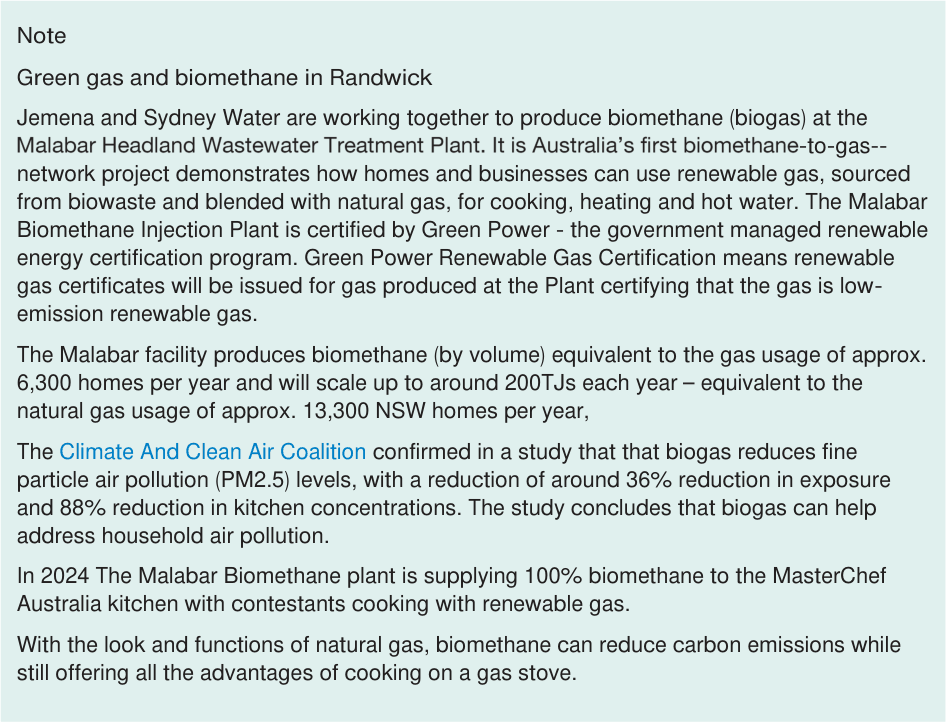 Note
Green gas and biomethane in Randwick
Jemena and Sydney Water are working together to produce biomethane (biogas) at the
Malabar Headland Wastewater Treatment Plant. It is Australia’s first biomethane-to-gas--
network project demonstrates how homes and businesses can use renewable gas, sourced
from biowaste and blended with natural gas, for cooking, heating and hot water. The Malabar
Biomethane Injection Plant is certified by Green Power - the government managed renewable
energy certification program. Green Power Renewable Gas Certification means renewable
gas certificates will be issued for gas produced at the Plant certifying that the gas is low-
emission renewable gas.
The Malabar facility produces biomethane (by volume) equivalent to the gas usage of approx.
6,300 homes per year and will scale up to around 200TJs each year – equivalent to the
natural gas usage of approx. 13,300 NSW homes per year,
The Climate And Clean Air Coalition confirmed in a study that that biogas reduces fine
particle air pollution (PM2.5) levels, with a reduction of around 36% reduction in exposure
and 88% reduction in kitchen concentrations. The study concludes that biogas can help
address household air pollution.
In 2024 The Malabar Biomethane plant is supplying 100% biomethane to the MasterChef
Australia kitchen with contestants cooking with renewable gas.
With the look and functions of natural gas, biomethane can reduce carbon emissions while
still offering all the advantages of cooking on a gas stove.